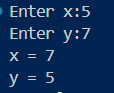 Enter x:5
Enter y:7
x = 7
y = 5